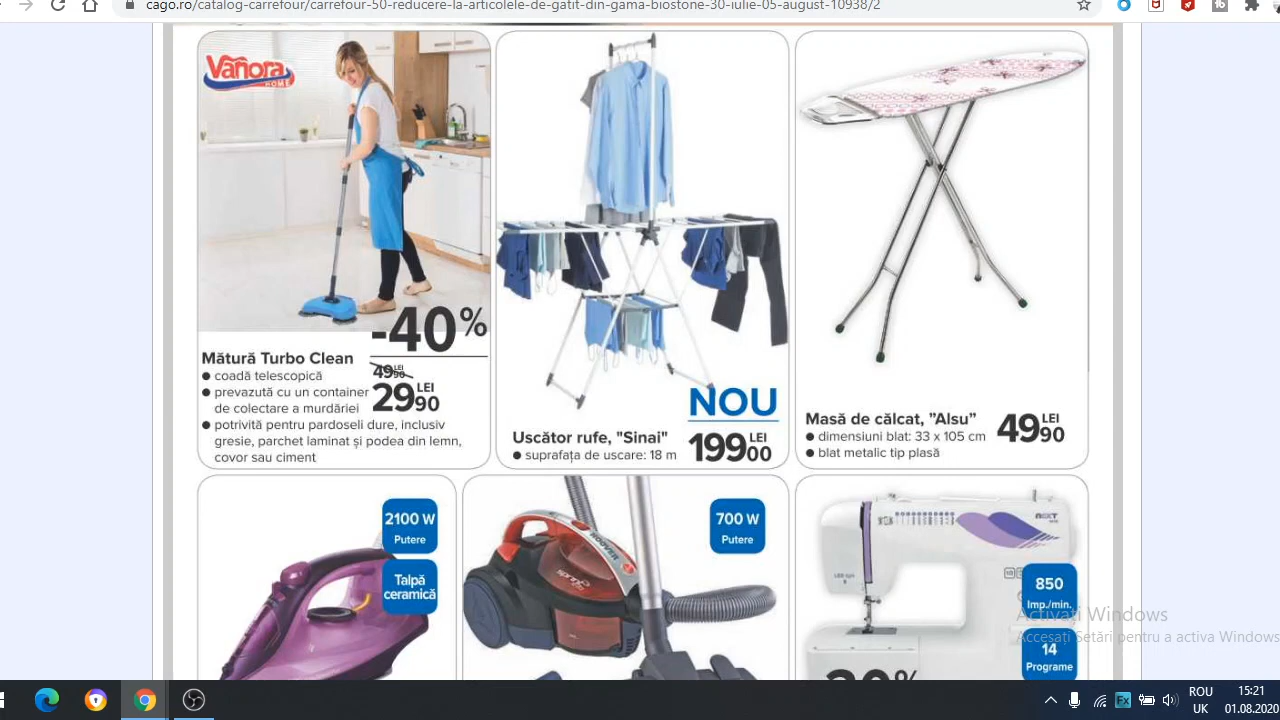 cago.ro/catalog-carrefour/carrefour-50-reducere-la-articolele-de-gatit-din-gama-biostone-30-iulie-05-august-10938/2
Vanora
HOME
-40%
Mătură Turbo Clean
● coadă telescopică
● prevazută cu un container
de colectare a murdăriei
● potrivită pentru pardoseli dure, inclusiv
gresie, parchet laminat și podea din lemn,
covor sau ciment
49 90 LEI
29 90 LEI
NOU
Uscător rufe, "Sinai"
● suprafața de uscare: 18 m
199 00 LEI
Masă de călcat, ”Alsu”
● dimensiuni blat: 33 x 105 cm
● blat metalic tip plasă
49 90 LEI
2100 W
Putere
Talpă
ceramică
HOOVER
700 W
Putere
NEXT
850
Imp./min.
14
Programe
Activați Windows
Accesați Setări pentru a activa Windows
ROU
UK
15:21
01.08.2020